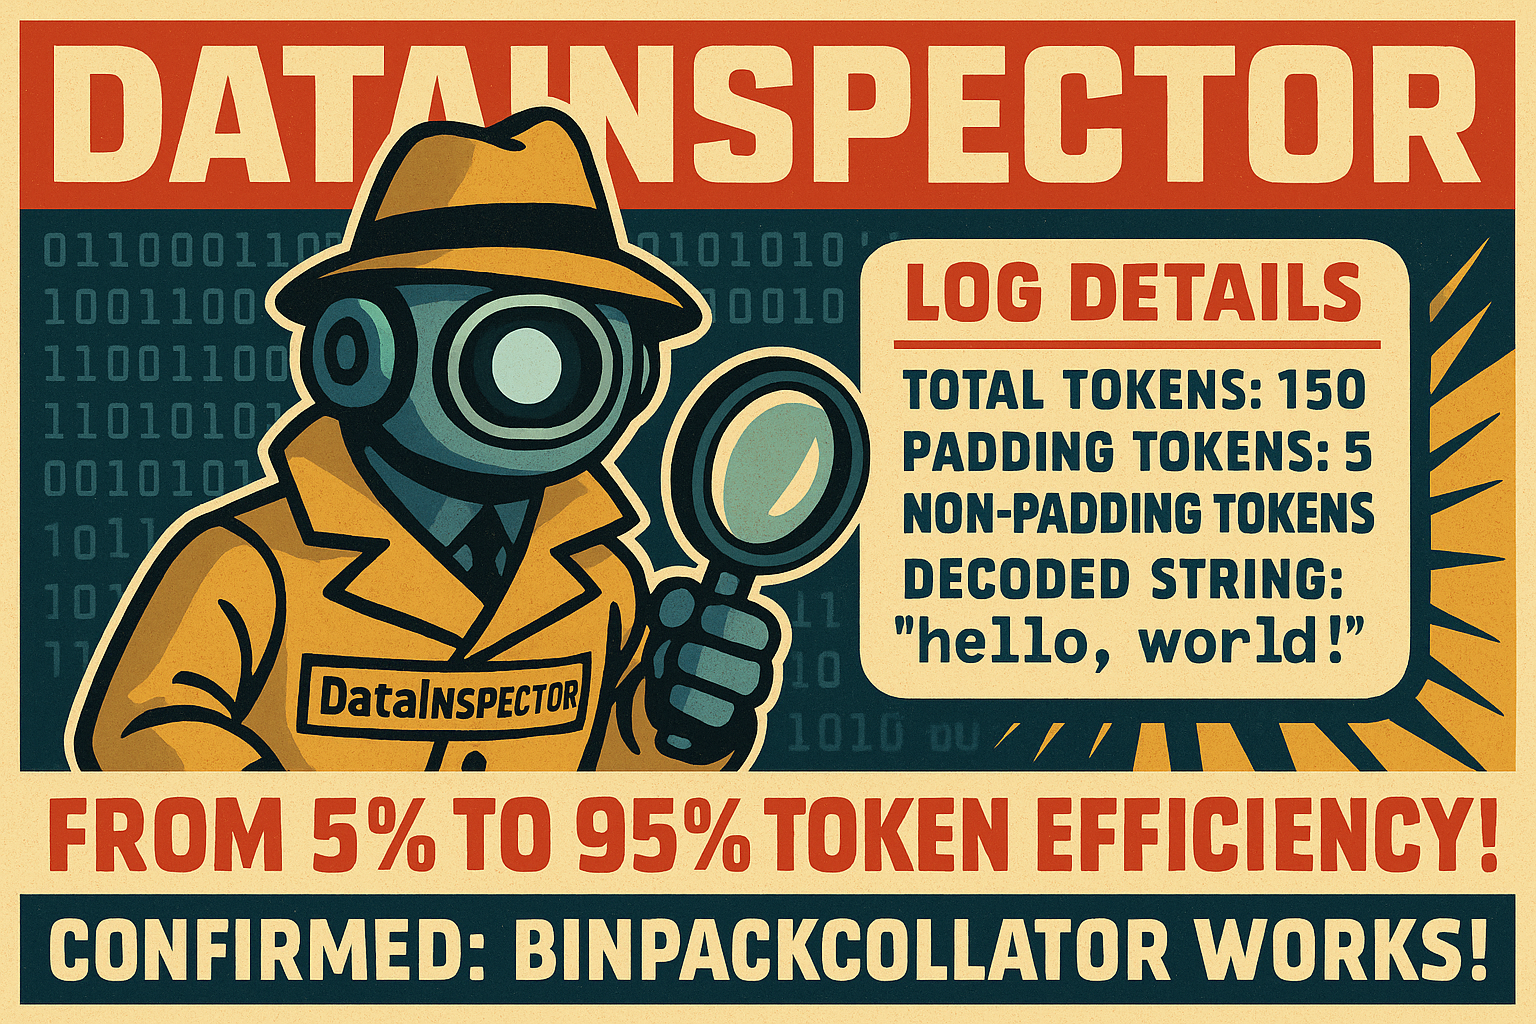 DATAINSPECTOR
LOG DETAILS
TOTAL TOKENS: 150
PADDING TOKENS: 5
NON-PADDING TOKENS
DECODED STRING:
"hello, world!”
DataINSPECTOR
FROM 5% TO 95% TOKEN EFFICIENCY!
CONFIRMED: BINPACKCOLLATOR WORKS!